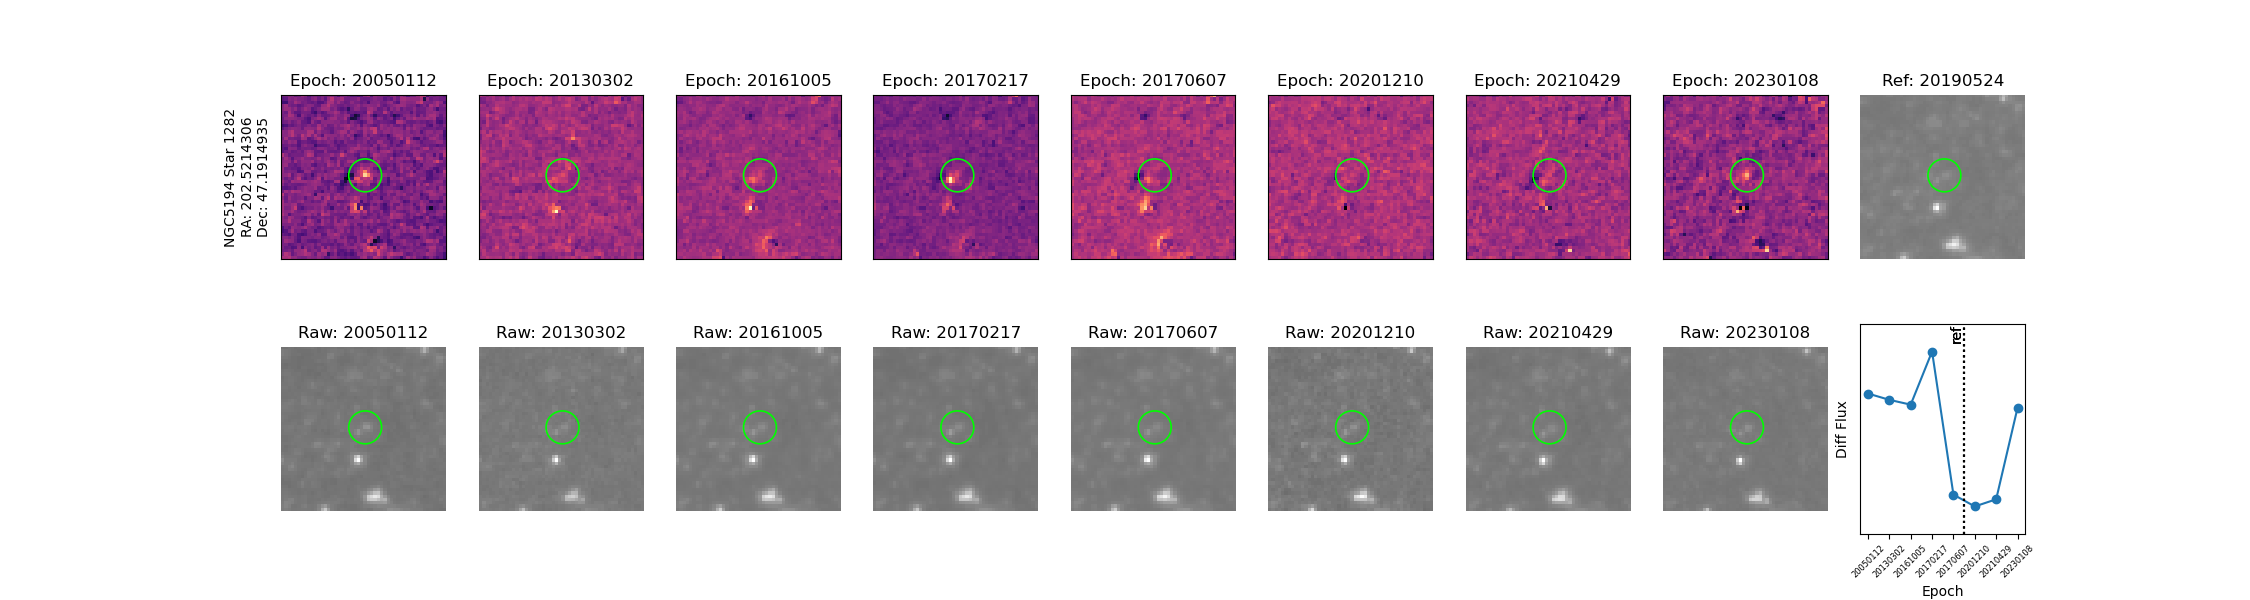 NGC5194 Star 1282
RA: 202.5214306
Dec: 47.1914935
Epoch: 20050112
Epoch: 20130302
Epoch: 20161005
Epoch: 20170217
Epoch: 20170607
Epoch: 20201210
Epoch: 20210429
Epoch: 20230108
Ref: 20190524
Raw: 20050112
Raw: 20130302
Raw: 20161005
Raw: 20170217
Raw: 20170607
Raw: 20201210
Raw: 20210429
Raw: 20230108
ref
Diff Flux
20050112
20130302
20161005
20170217
20170607
20201210
20210429
20230108
Epoch